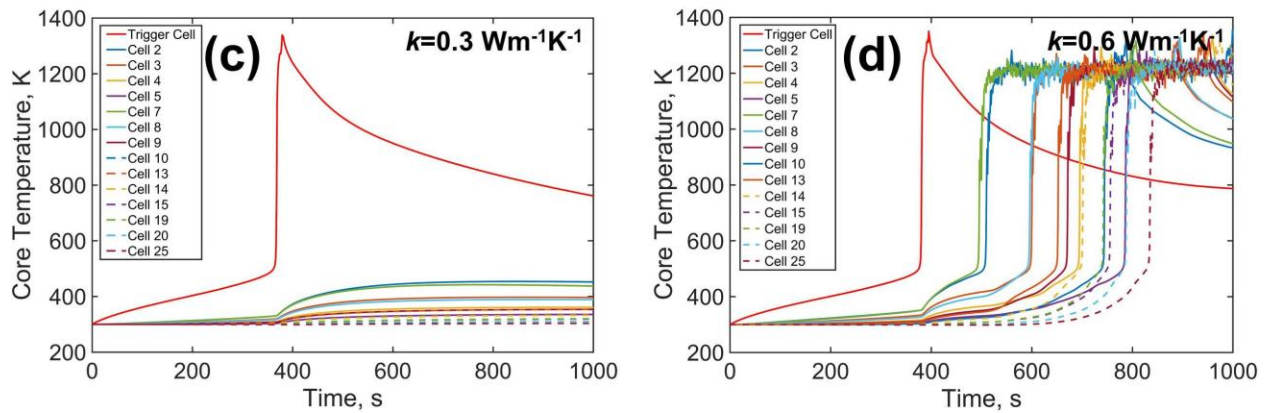 (c)
k=0.3 Wm-1K-1
Core Temperature, K
1400
1200
1000
800
600
400
200
Trigger Cell
Cell 2
Cell 3
Cell 4
Cell 5
Cell 7
Cell 8
Cell 9
Cell 10
Cell 13
Cell 14
Cell 15
Cell 19
Cell 20
Cell 25
0 200 400 600 800 1000
Time, s
(d)
k=0.6 Wm-1K-1
Core Temperature, K
1400
1200
1000
800
600
400
200
Trigger Cell
Cell 2
Cell 3
Cell 4
Cell 5
Cell 7
Cell 8
Cell 9
Cell 10
Cell 13
Cell 14
Cell 15
Cell 19
Cell 20
Cell 25
0 200 400 600 800 1000
Time, s